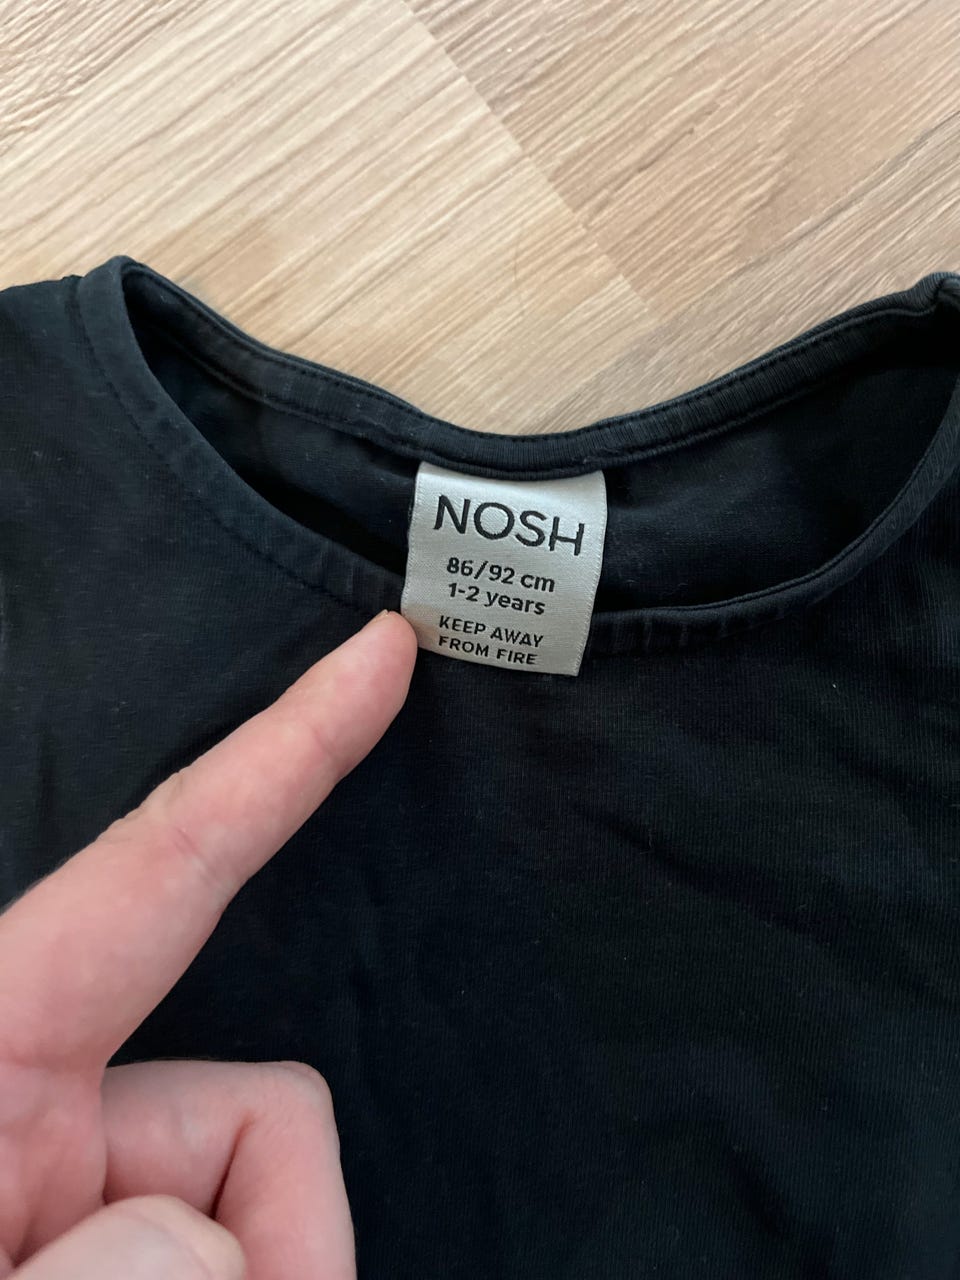 NOSH
86/92 cm
1-2 years
KEEP AWAY
FROM FIRE